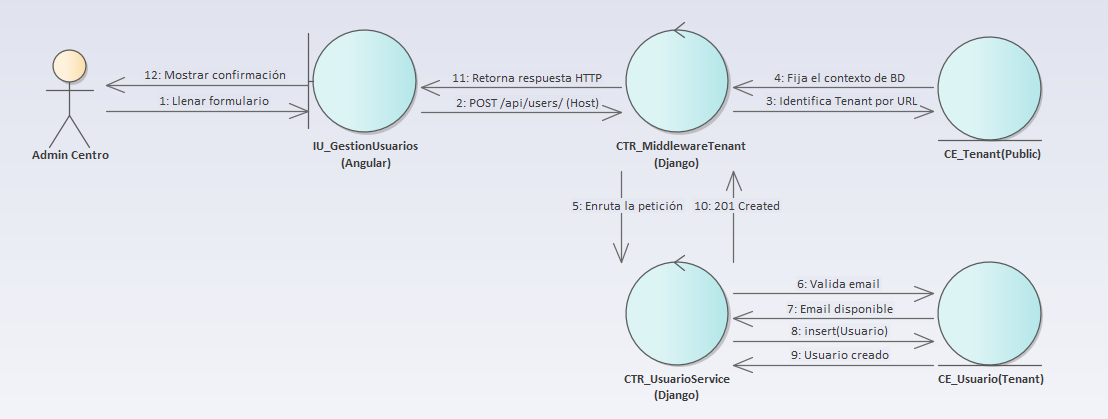 12: Mostrar confirmación
1: Llenar formulario
Admin Centro
IU_GestionUsuarios
(Angular)
11: Retorna respuesta HTTP
2: POST /api/users/ (Host)
CTR_MiddlewareTenant
(Django)
4: Fija el contexto de BD
3: Identifica Tenant por URL
CE_Tenant(Public)
5: Enruta la petición
10: 201 Created
CTR_UsuarioService
(Django)
6: Valida email
7: Email disponible
8: insert(Usuario)
9: Usuario creado
CE_Usuario(Tenant)